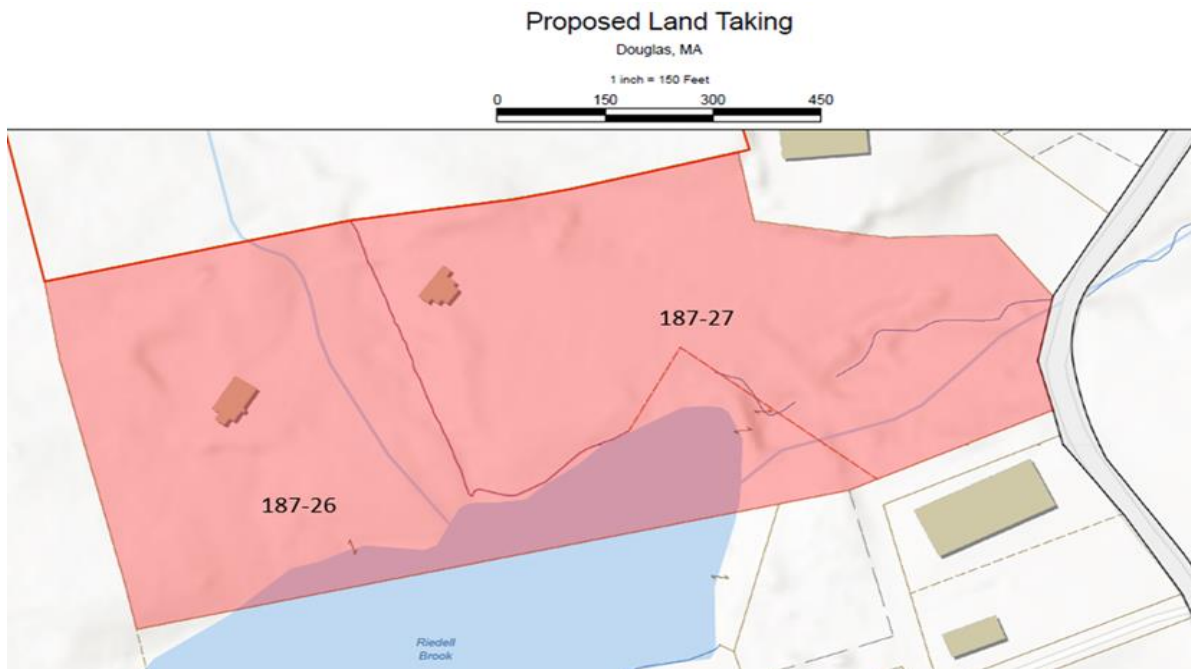 Proposed Land Taking
Douglas, MA
1 inch = 150 Feet
0 150 300 450
187-27
187-26
Riedell
Brook